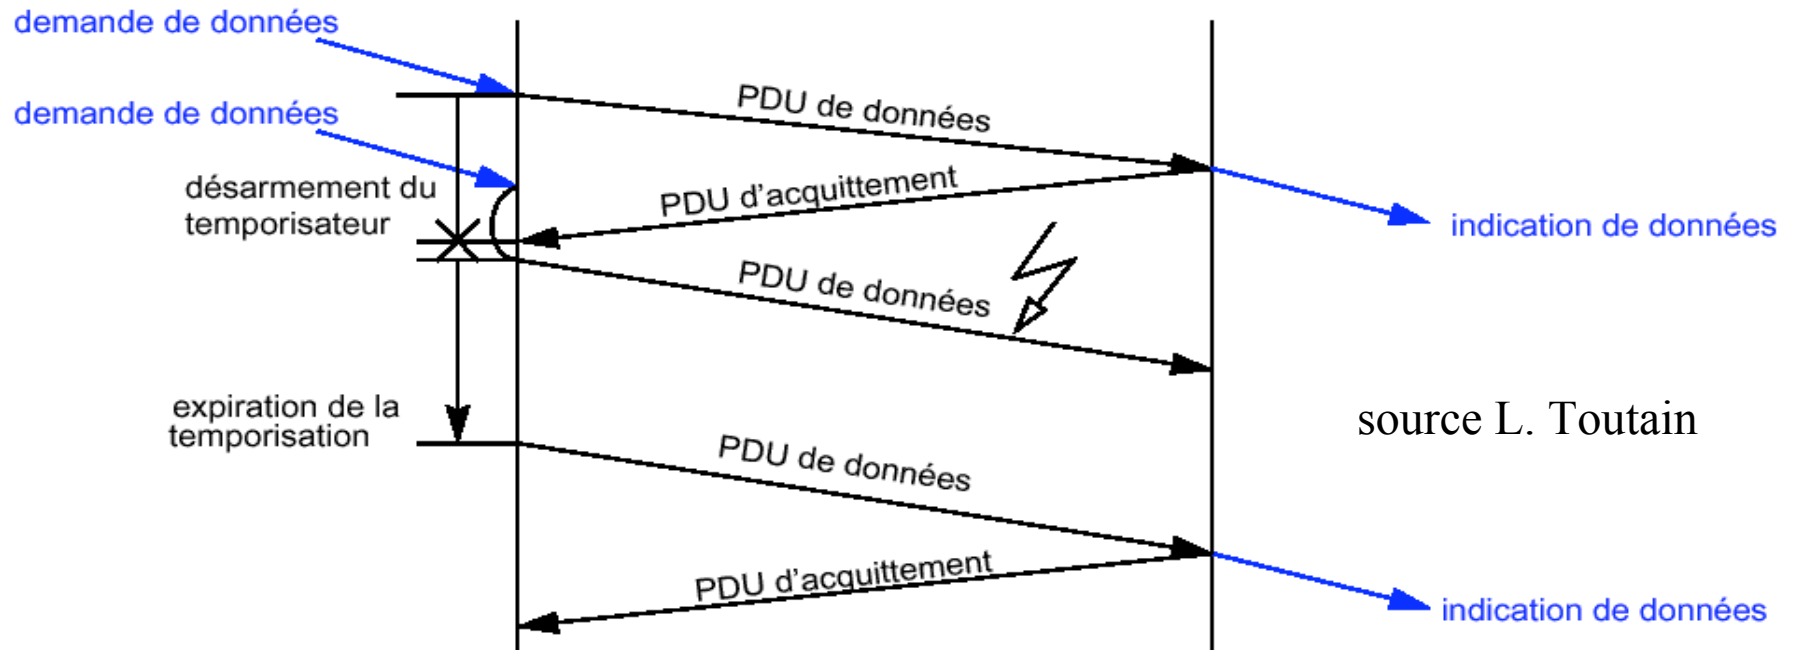 demande de données
PDU de données
demande de données
désarmement du
temporisateur
PDU d'acquittement
indication de données
PDU de données
expiration de la
temporisation
source L. Toutain
PDU de données
PDU d'acquittement
indication de données